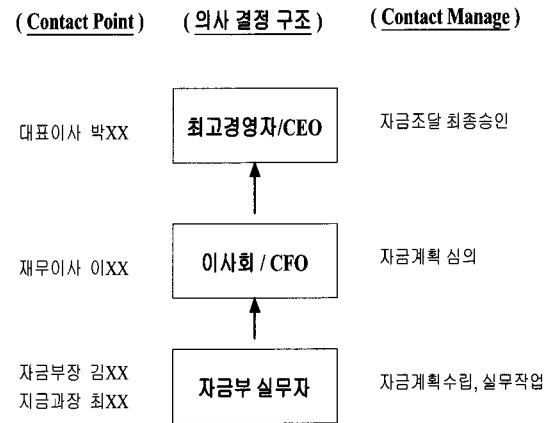 ( Contact Point ) ( 의사 결정 구조 ) ( Contact Manage )
대표이사 박XX 최고경영자/CEO 자금조달 최종승인
재무이사 이XX 이사회 / CFO 자금계획 심의
자금부장 김XX
지금과장 최XX 자금부 실무자 자금계획수립, 실무작업